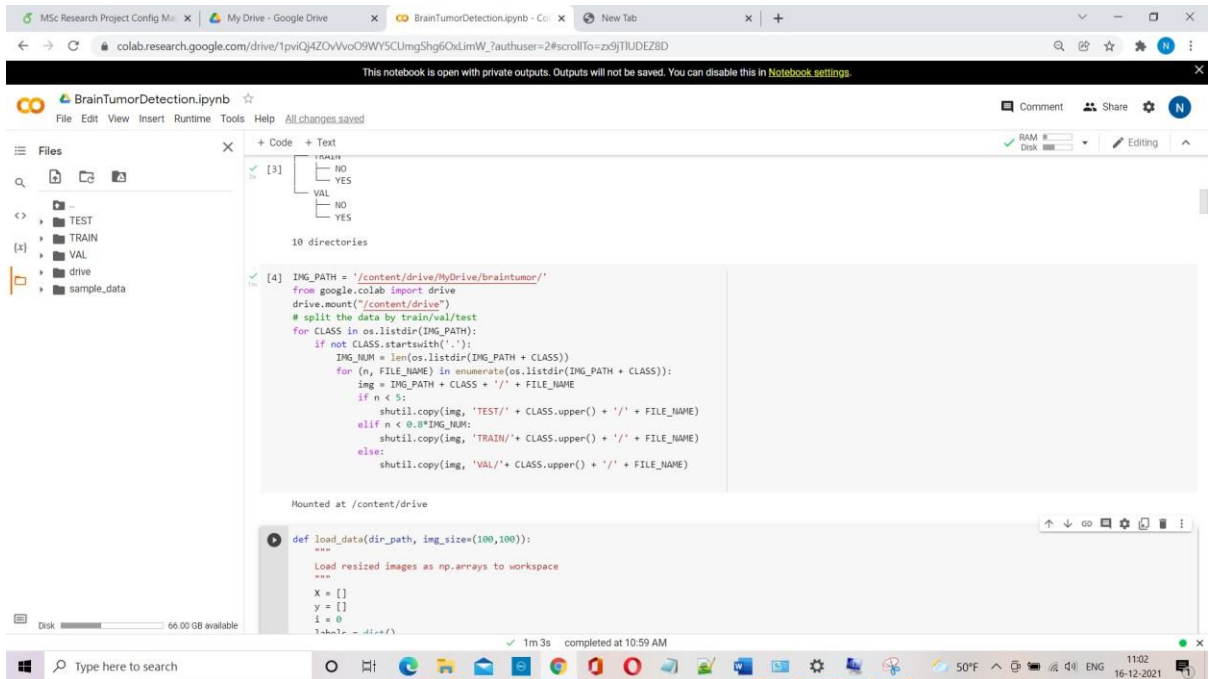 MSc Research Project Config Ma
My Drive - Google Drive
BrainTumorDetection.ipynb - Col
New Tab
colab.research.google.com/drive/1pviQj4ZOvVvoO9WY5CUmgShg6OxLimW_?authuser=2#scrollTo=zx9jTlUDEZ8D
N
This notebook is open with private outputs. Outputs will not be saved. You can disable this in Notebook settings.
BrainTumorDetection.ipynb
Comment
Share
N
File Edit View Insert Runtime Tools Help All changes saved
Files
+ Code + Text
RAM
Disk
Editing
TRAIN
[3]
NO
YES
VAL
NO
YES
10 directories
..
TEST
TRAIN
VAL
drive
sample_data
{x}
[4] IMG_PATH = '/content/drive/MyDrive/braintumor/'
from google.colab import drive
drive.mount("/content/drive")
# split the data by train/val/test
for CLASS in os.listdir(IMG_PATH):
if not CLASS.startswith('.'):
IMG_NUM = len(os.listdir(IMG_PATH + CLASS))
for (n, FILE_NAME) in enumerate(os.listdir(IMG_PATH + CLASS)):
img = IMG_PATH + CLASS + '/' + FILE_NAME
if n < 5:
shutil.copy(img, 'TEST/' + CLASS.upper() + '/' + FILE_NAME)
elif n < 0.8*IMG_NUM:
shutil.copy(img, 'TRAIN/'+ CLASS.upper() + '/' + FILE_NAME)
else:
shutil.copy(img, 'VAL/'+ CLASS.upper() + '/' + FILE_NAME)
Mounted at /content/drive
def load_data(dir_path, img_size=(100,100)):
"""
Load resized images as np.arrays to workspace
"""
X = []
y = []
i = 0
labels = dict()
Disk
66.00 GB available
1m 3s completed at 10:59 AM
Type here to search
50°F
ENG
11:02
16-12-2021